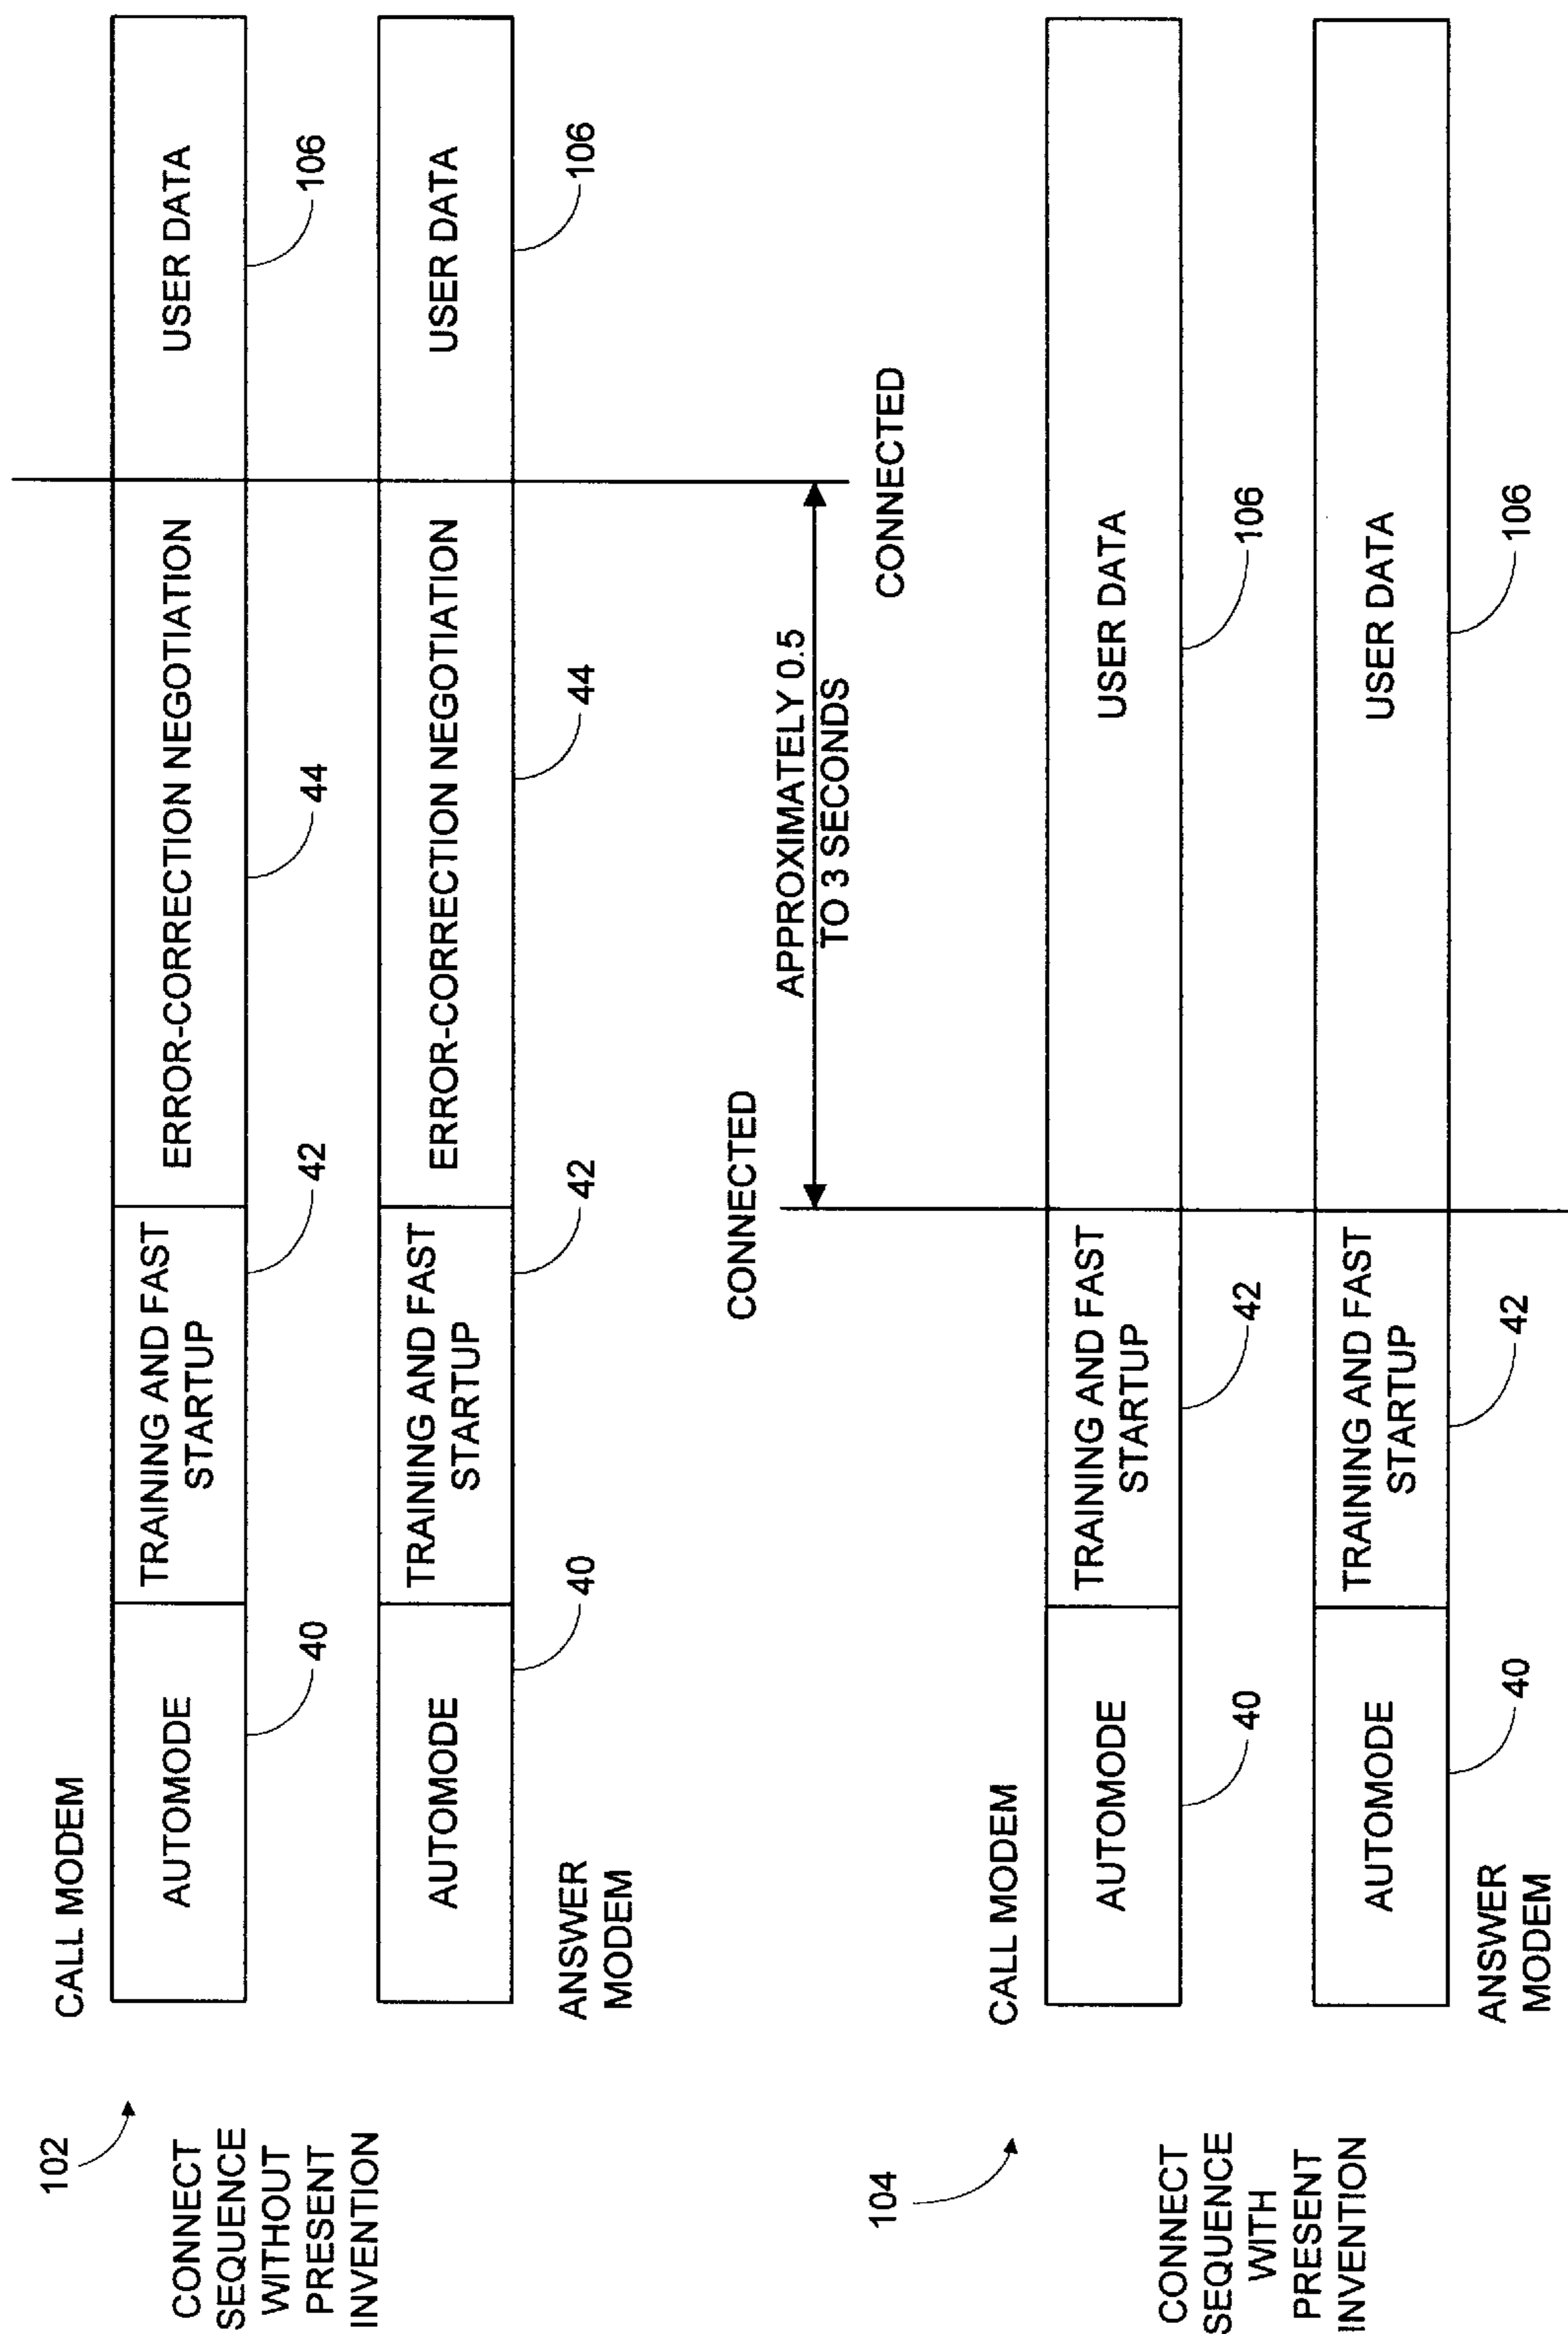 102
CONNECT
SEQUENCE
WITHOUT
PRESENT
INVENTION
CALL MODEM
AUTOMODE
TRAINING AND FAST
STARTUP
ERROR-CORRECTION NEGOTIATION
USER DATA
40
42
44
106
AUTOMODE
TRAINING AND FAST
STARTUP
ERROR-CORRECTION NEGOTIATION
USER DATA
ANSWER
MODEM
40
42
44
106
CONNECTED
APPROXIMATELY 0.5
TO 3 SECONDS
CONNECTED
104
CONNECT
SEQUENCE
WITH
PRESENT
INVENTION
CALL MODEM
AUTOMODE
TRAINING AND FAST
STARTUP
USER DATA
40
42
106
AUTOMODE
TRAINING AND FAST
STARTUP
USER DATA
ANSWER
MODEM
40
42
106